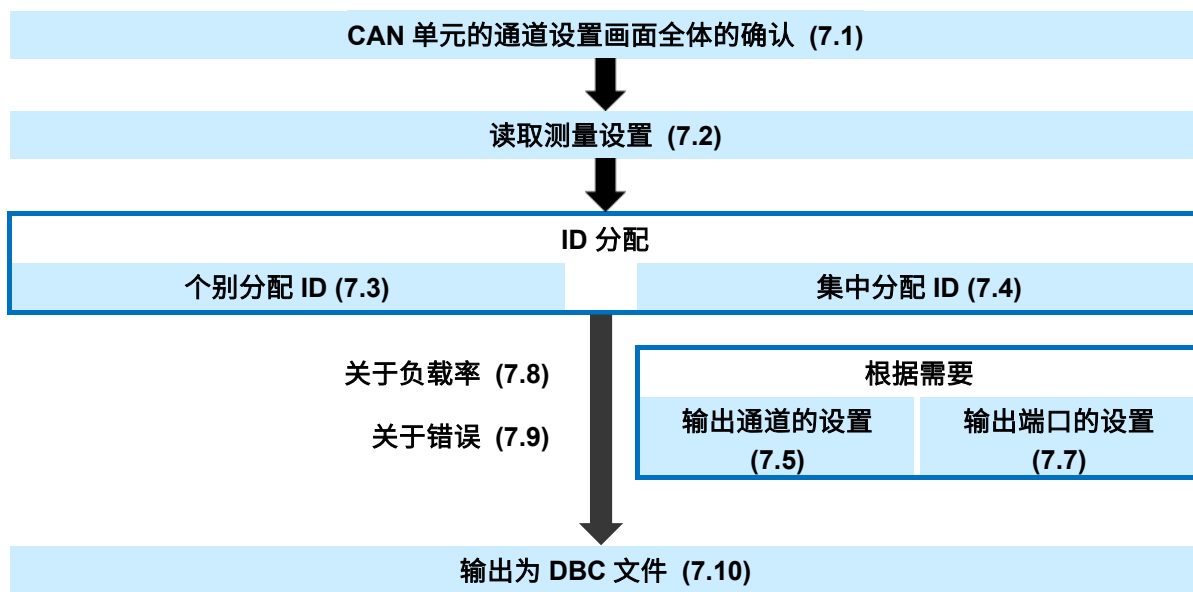 CAN 单元的通道设置画面全体的确认 (7.1)
读取测量设置 (7.2)
ID 分配
个别分配 ID (7.3)
集中分配 ID (7.4)
关于负载率 (7.8)
关于错误 (7.9)
根据需要
输出通道的设置
(7.5)
输出端口的设置
(7.7)
输出为 DBC 文件 (7.10)